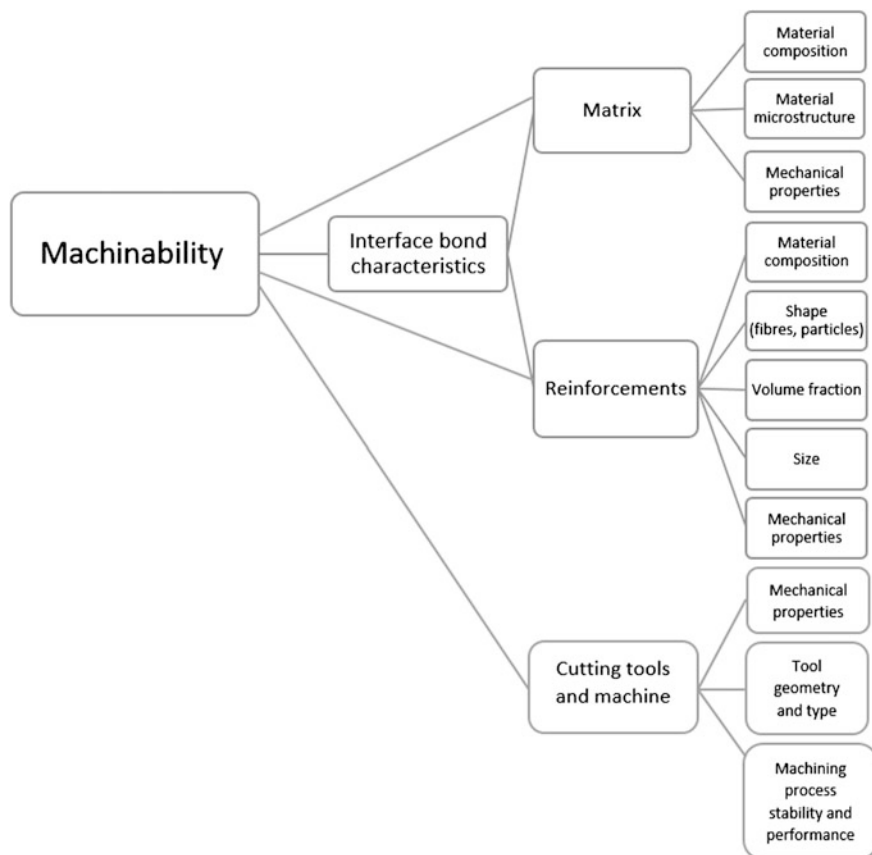 Machinability
Interface bond
characteristics
Matrix
Material
composition
Material
microstructure
Mechanical
properties
Reinforcements
Material
composition
Shape
(fibres, particles)
Volume fraction
Size
Mechanical
properties
Cutting tools
and machine
Mechanical
properties
Tool
geometry
and type
Machining
process
stability and
performance